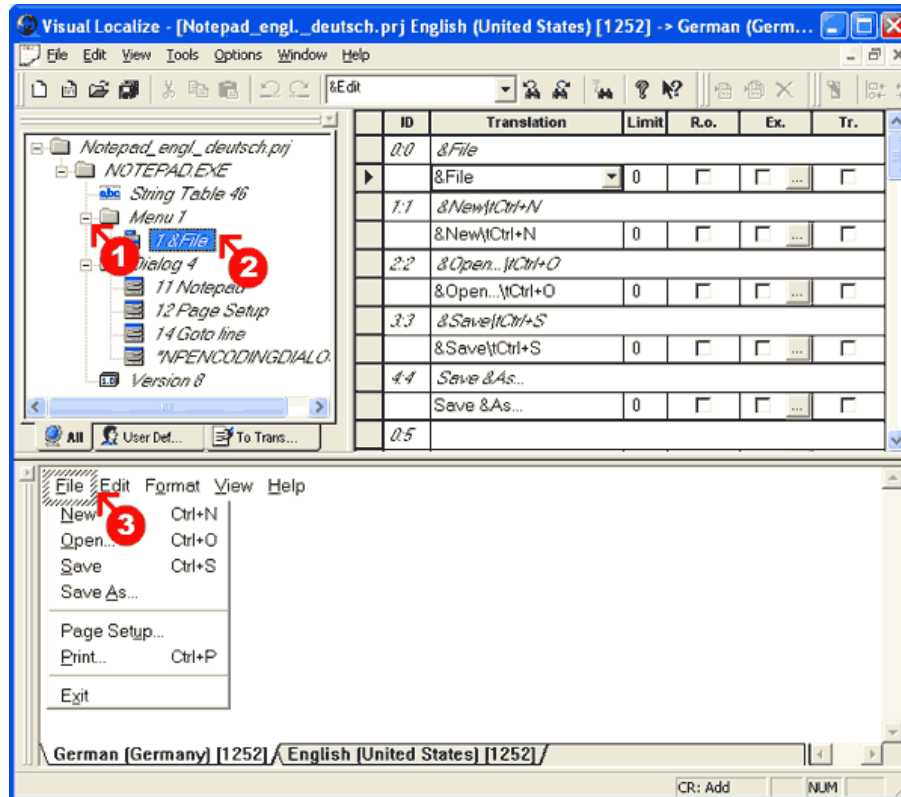 Visual Localize - [Notepad_engl._deutsch.prj English (United States) [1252] -> German (Germ...
File Edit View Tools Options Window Help
&Edit
Notepad_engl_deutsch.prj
NOTEPAD.EXE
abc String Table 46
Menu 1
1
1 &File
2
Dialog 4
11 Notepad
12 Page Setup
14 Goto line
"NPENCODINGDIALO
1.0 Version 8
All User Def... To Trans...
ID Translation Limit R.o. Ex. Tr.
0:0 &File
&File 0 ...
1:1 &New\tCtrl+N
&New\tCtrl+N 0 ...
2:2 &Open...\tCtrl+O
&Open...\tCtrl+O 0 ...
3:3 &Save\tCtrl+S
&Save\tCtrl+S 0 ...
4:4 Save &As...
Save &As... 0 ...
0:5
File Edit Format View Help
3
New Ctrl+N
Open... Ctrl+O
Save Ctrl+S
Save As...
Page Setup...
Print... Ctrl+P
Exit
German (Germany) [1252] English (United States) [1252]
CR: Add NUM